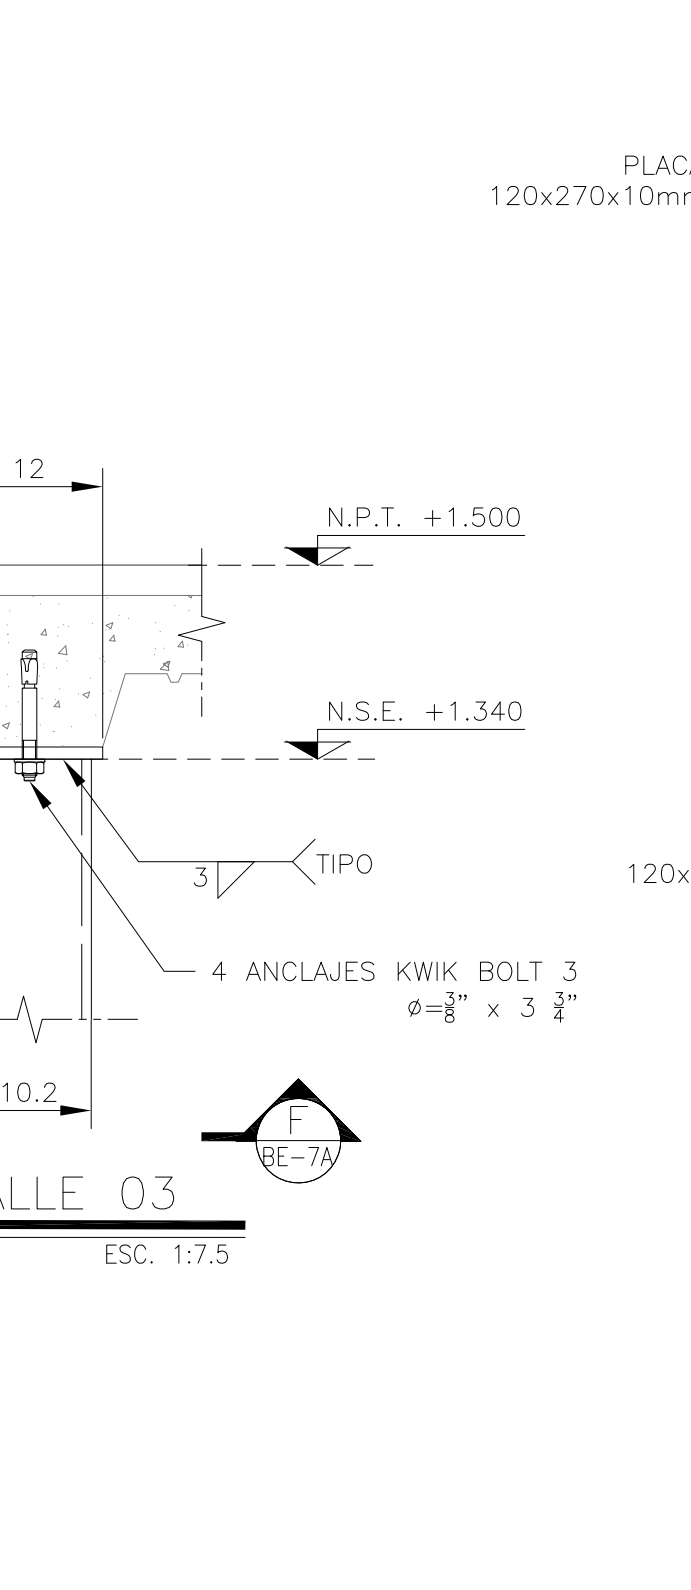 PLACA
120x270x10mm
12
N.P.T. +1.500
N.S.E. +1.340
3 TIPO
120x
4 ANCLAJES KWIK BOLT 3
ø=3/8” x 3 3/4”
10.2
F
BE-7A
ALLE 03
ESC. 1:7.5